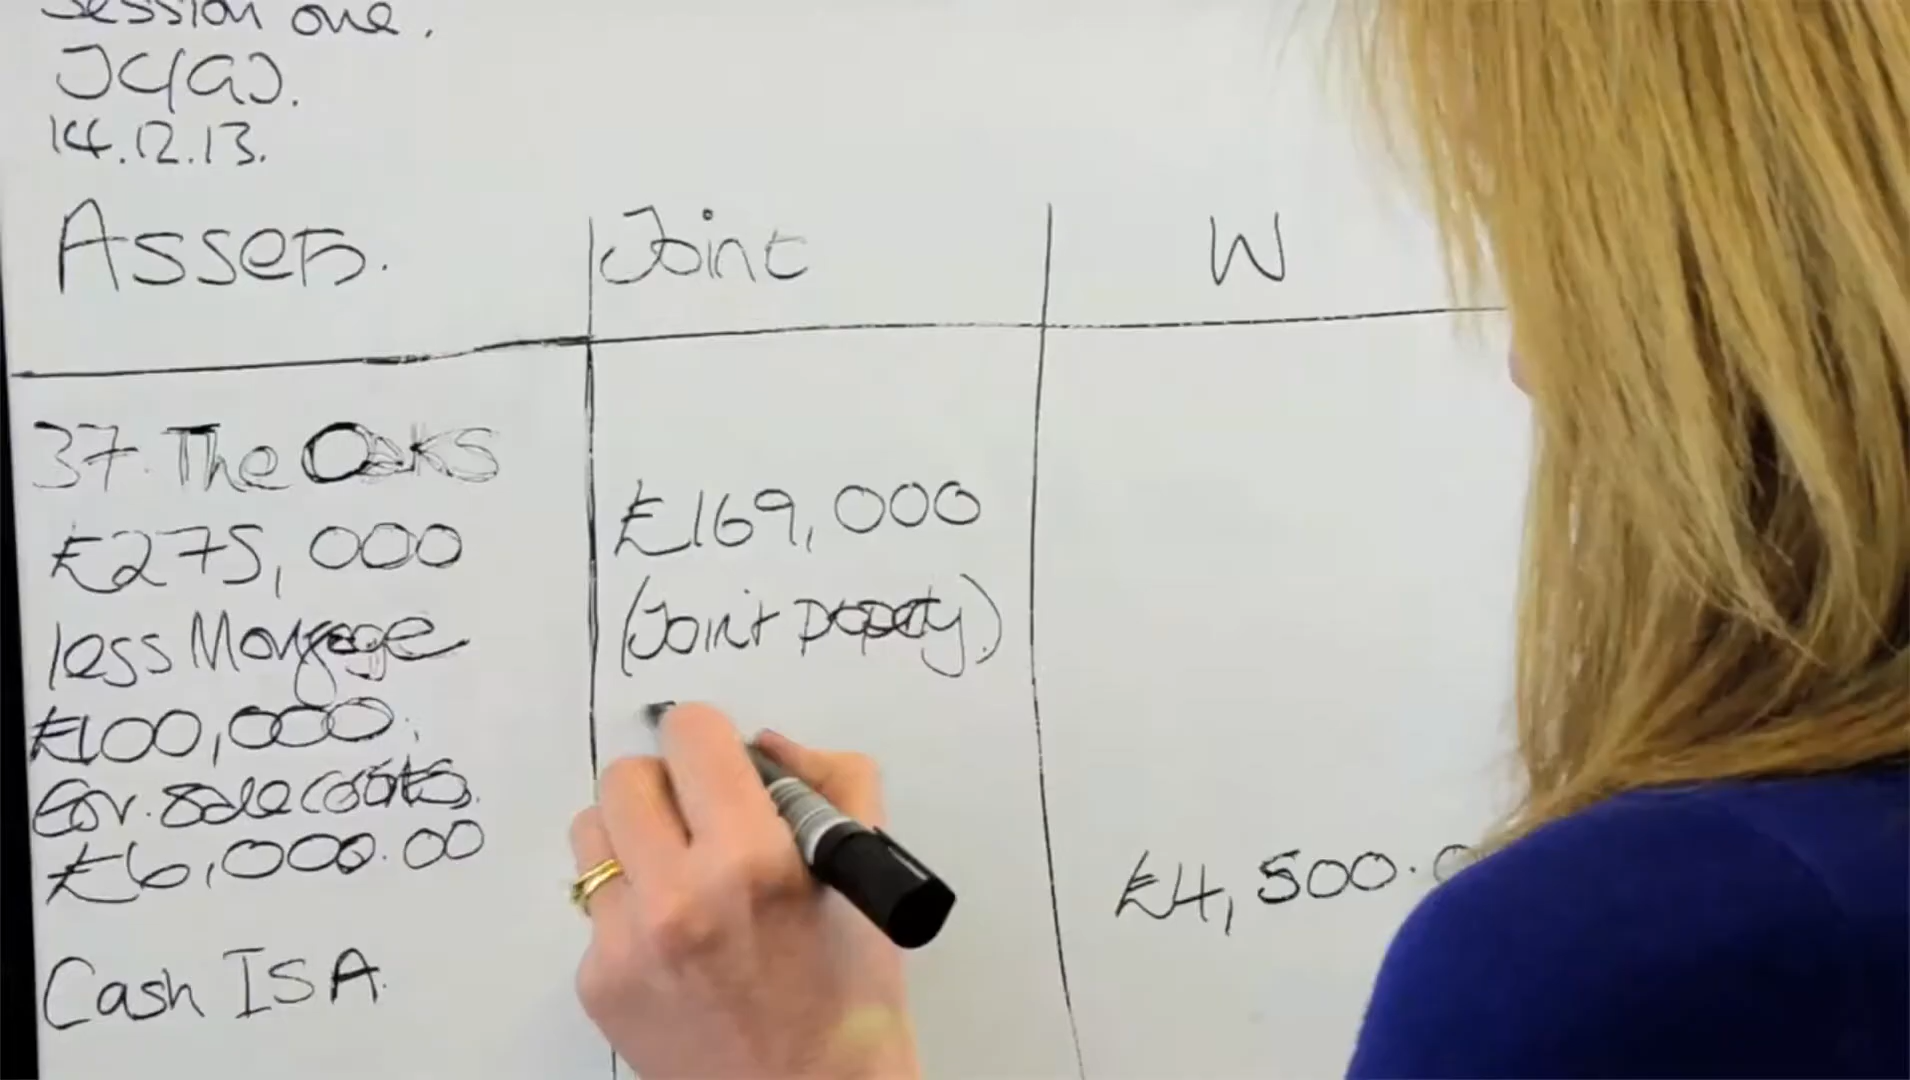 Session one.
J C(G).
14.12.13.
Assets.
Joint
W
37. The Oaks
£275,000
less Mortgage
£100,000.
Est. sale costs.
£6,000.00
Cash ISA
£169,000
(Joint Property.)
£4,500.0